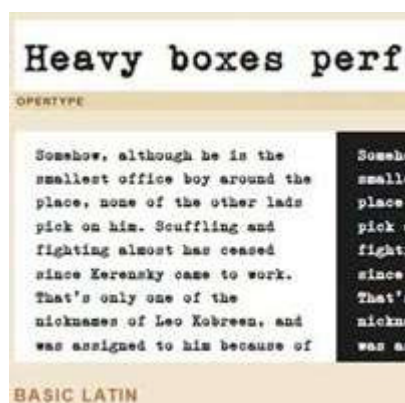 Heavy boxes perf
OPENTYPE
Somehow, although he is the
smallest office boy around the
place, none of the other lads
pick on him. Scuffling and
fighting almost has ceased
since Kerensky came to work.
That's only one of the
nicknames of Leo Kobreen, and
was assigned to him because of
Someh
small
place
pick
fight
since
That'
nickn
was a
BASIC LATIN